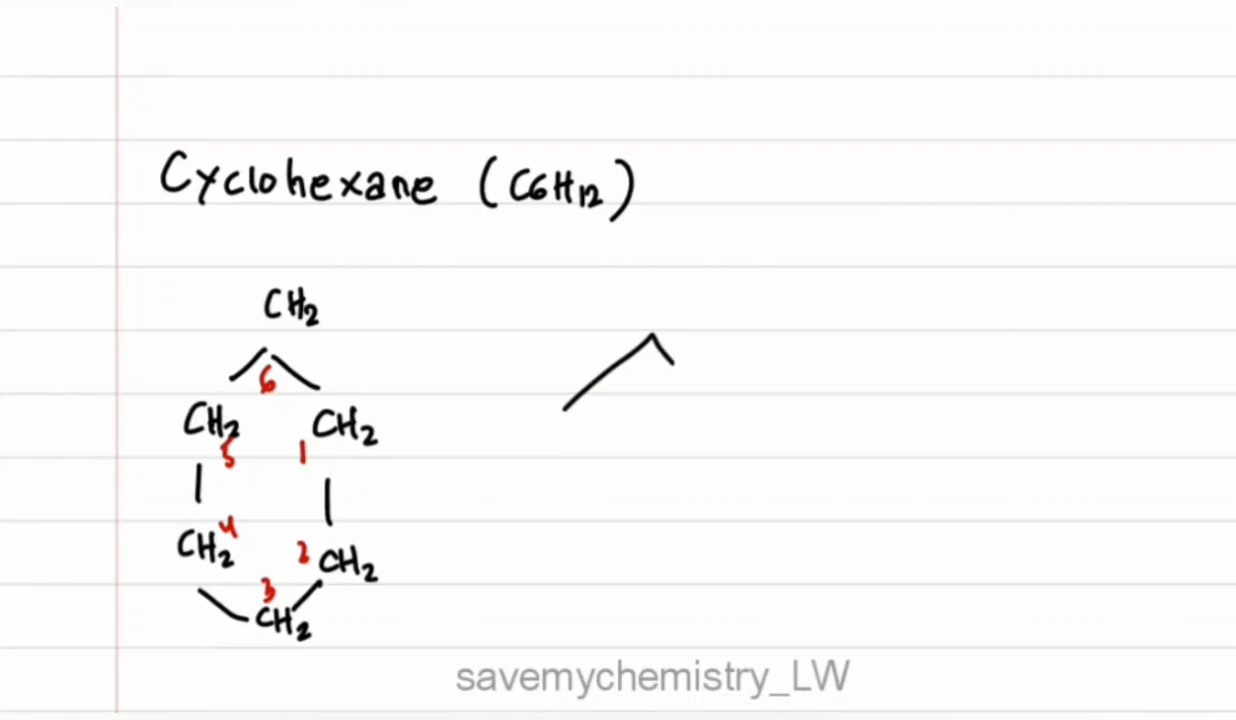 Cyclohexane (C6H12)
CH2
6
CH2 CH2
5 1
4 2
CH2 CH2
3
CH2
savemychemistry_LW